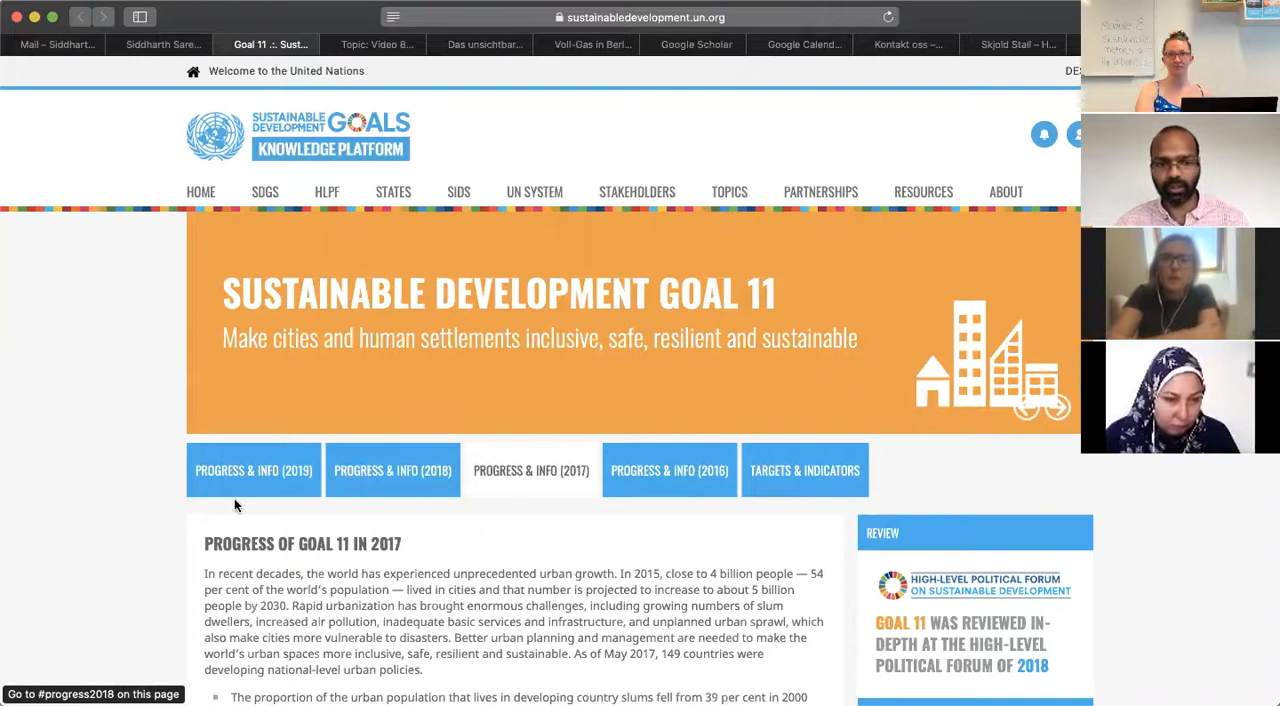 sustainabledevelopment.un.org
Mail – Siddhart...
Siddharth Sare...
Goal 11 .:. Sust...
Topic: Video 8...
Das unsichtbar...
Voll-Gas in Berl...
Google Scholar
Google Calend...
Kontakt oss –...
Skjold Stall – H...
Welcome to the United Nations
DES
SUSTAINABLE
DEVELOPMENT GOALS
KNOWLEDGE PLATFORM
HOME
SDGS
HLPF
STATES
SIDS
UN SYSTEM
STAKEHOLDERS
TOPICS
PARTNERSHIPS
RESOURCES
ABOUT
SUSTAINABLE DEVELOPMENT GOAL 11
Make cities and human settlements inclusive, safe, resilient and sustainable
PROGRESS & INFO (2019)
PROGRESS & INFO (2018)
PROGRESS & INFO (2017)
PROGRESS & INFO (2016)
TARGETS & INDICATORS
PROGRESS OF GOAL 11 IN 2017
In recent decades, the world has experienced unprecedented urban growth. In 2015, close to 4 billion people — 54
per cent of the world's population — lived in cities and that number is projected to increase to about 5 billion
people by 2030. Rapid urbanization has brought enormous challenges, including growing numbers of slum
dwellers, increased air pollution, inadequate basic services and infrastructure, and unplanned urban sprawl, which
also make cities more vulnerable to disasters. Better urban planning and management are needed to make the
world's urban spaces more inclusive, safe, resilient and sustainable. As of May 2017, 149 countries were
developing national-level urban policies.
The proportion of the urban population that lives in developing country slums fell from 39 per cent in 2000
REVIEW
HIGH-LEVEL POLITICAL FORUM
ON SUSTAINABLE DEVELOPMENT
GOAL 11 WAS REVIEWED IN-
DEPTH AT THE HIGH-LEVEL
POLITICAL FORUM OF 2018
Go to #progress2018 on this page
Module 8